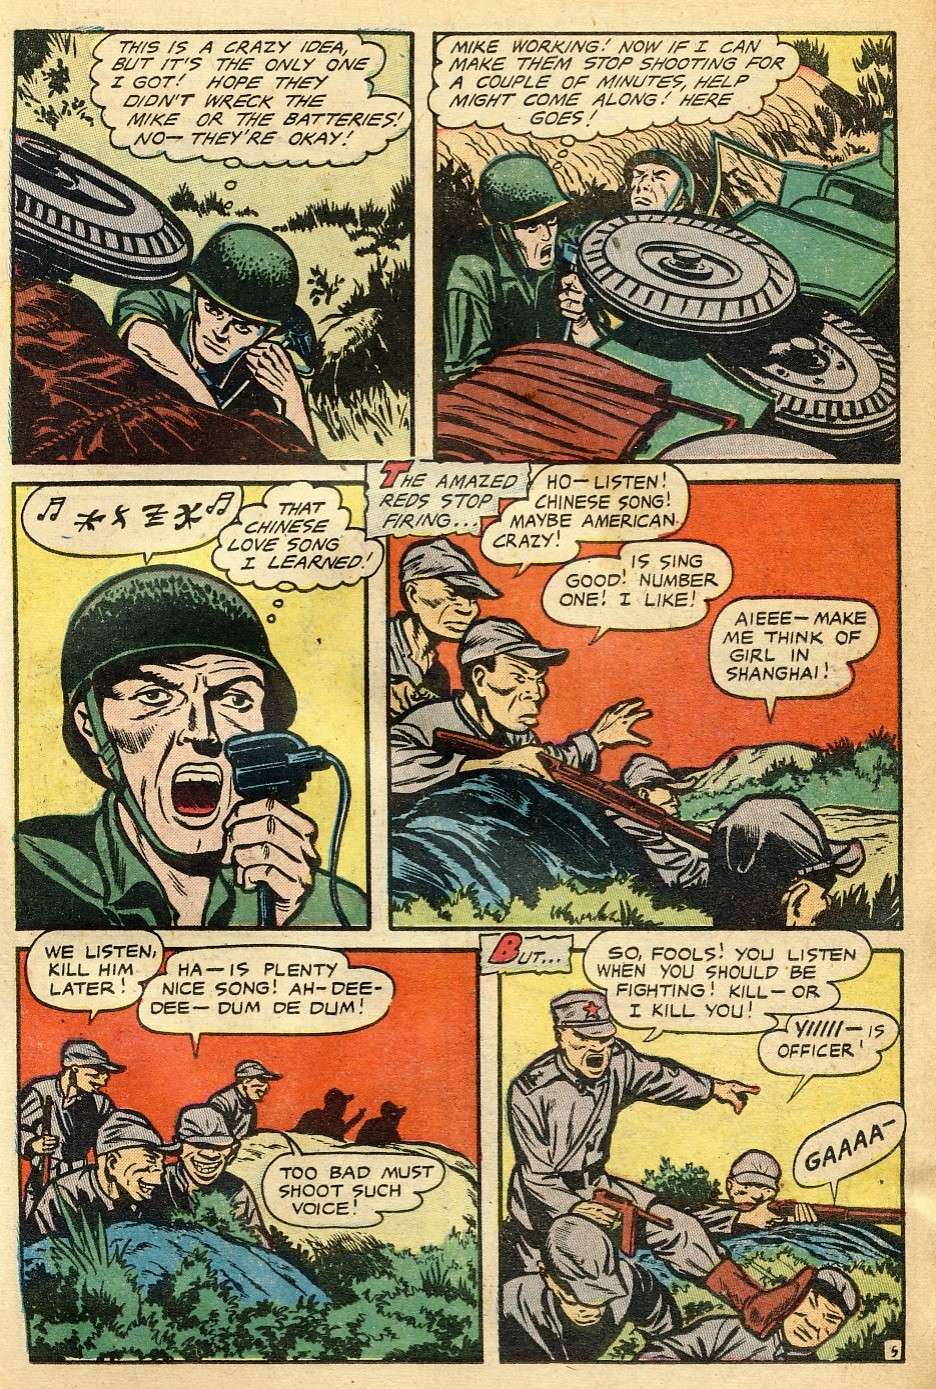 THIS IS A CRAZY IDEA,
BUT IT'S THE ONLY ONE
I GOT! HOPE THEY
DIDN'T WRECK THE
MIKE OR THE BATTERIES!
NO— THEY'RE OKAY!
MIKE WORKING! NOW IF I CAN
MAKE THEM STOP SHOOTING FOR
A COUPLE OF MINUTES, HELP
MIGHT COME ALONG! HERE
GOES!
THAT
CHINESE
LOVE SONG
I LEARNED!
THE AMAZED
REDS STOP
FIRING...
HO—LISTEN!
CHINESE SONG!
MAYBE AMERICAN
CRAZY!
IS SING
GOOD! NUMBER
ONE! I LIKE!
AIEEE—MAKE
ME THINK OF
GIRL IN
SHANGHAI!
WE LISTEN,
KILL HIM
LATER!
HA—IS PLENTY
NICE SONG! AH-DEE-
DEE—DUM DE DUM!
TOO BAD MUST
SHOOT SUCH
VOICE!
BUT...
SO, FOOLS! YOU LISTEN
WHEN YOU SHOULD BE
FIGHTING! KILL—OR
I KILL YOU!
YIIIII—IS
OFFICER!
GAAAA—
5